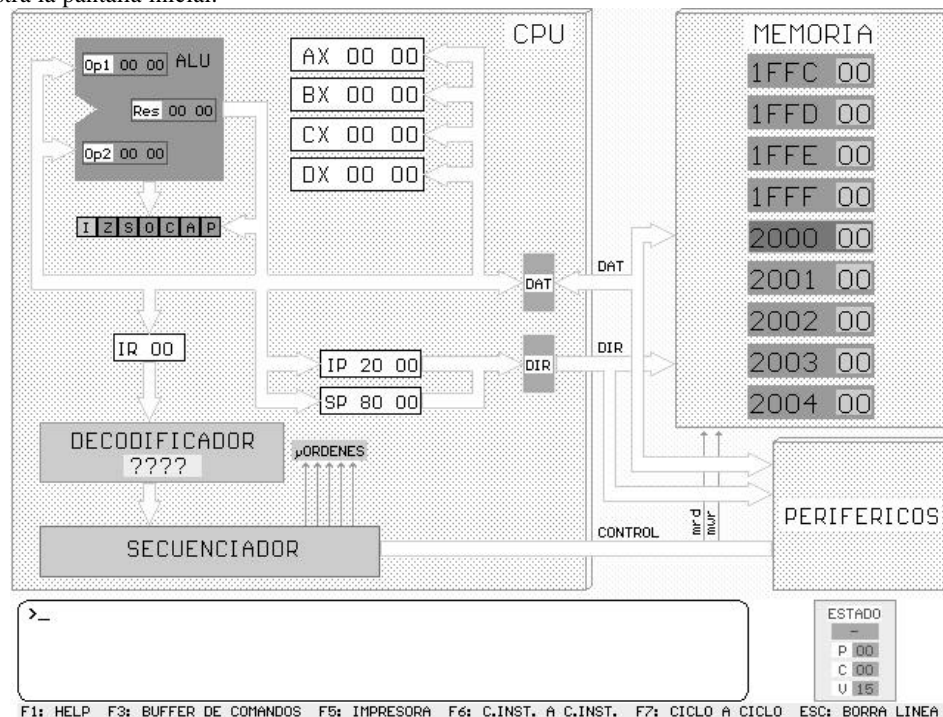 stra la pantalla inicial.
CPU
MEMORIA
Op1 00 00 ALU
Res 00 00
Op2 00 00
AX 00 00
BX 00 00
CX 00 00
DX 00 00
I Z S O C A P
1FFC 00
1FFD 00
1FFE 00
1FFF 00
2000 00
2001 00
2002 00
2003 00
2004 00
DAT
DAT
IR 00
IP 20 00
SP 80 00
DIR
DIR
DECODIFICADOR
????
µORDENES
SECUENCIADOR
CONTROL
mrd
mwr
PERIFERICOS
>_
ESTADO
-
P 00
C 00
V 15
F1: HELP F3: BUFFER DE COMANDOS F5: IMPRESORA F6: C.INST. A C.INST. F7: CICLO A CICLO ESC: BORRA LINEA